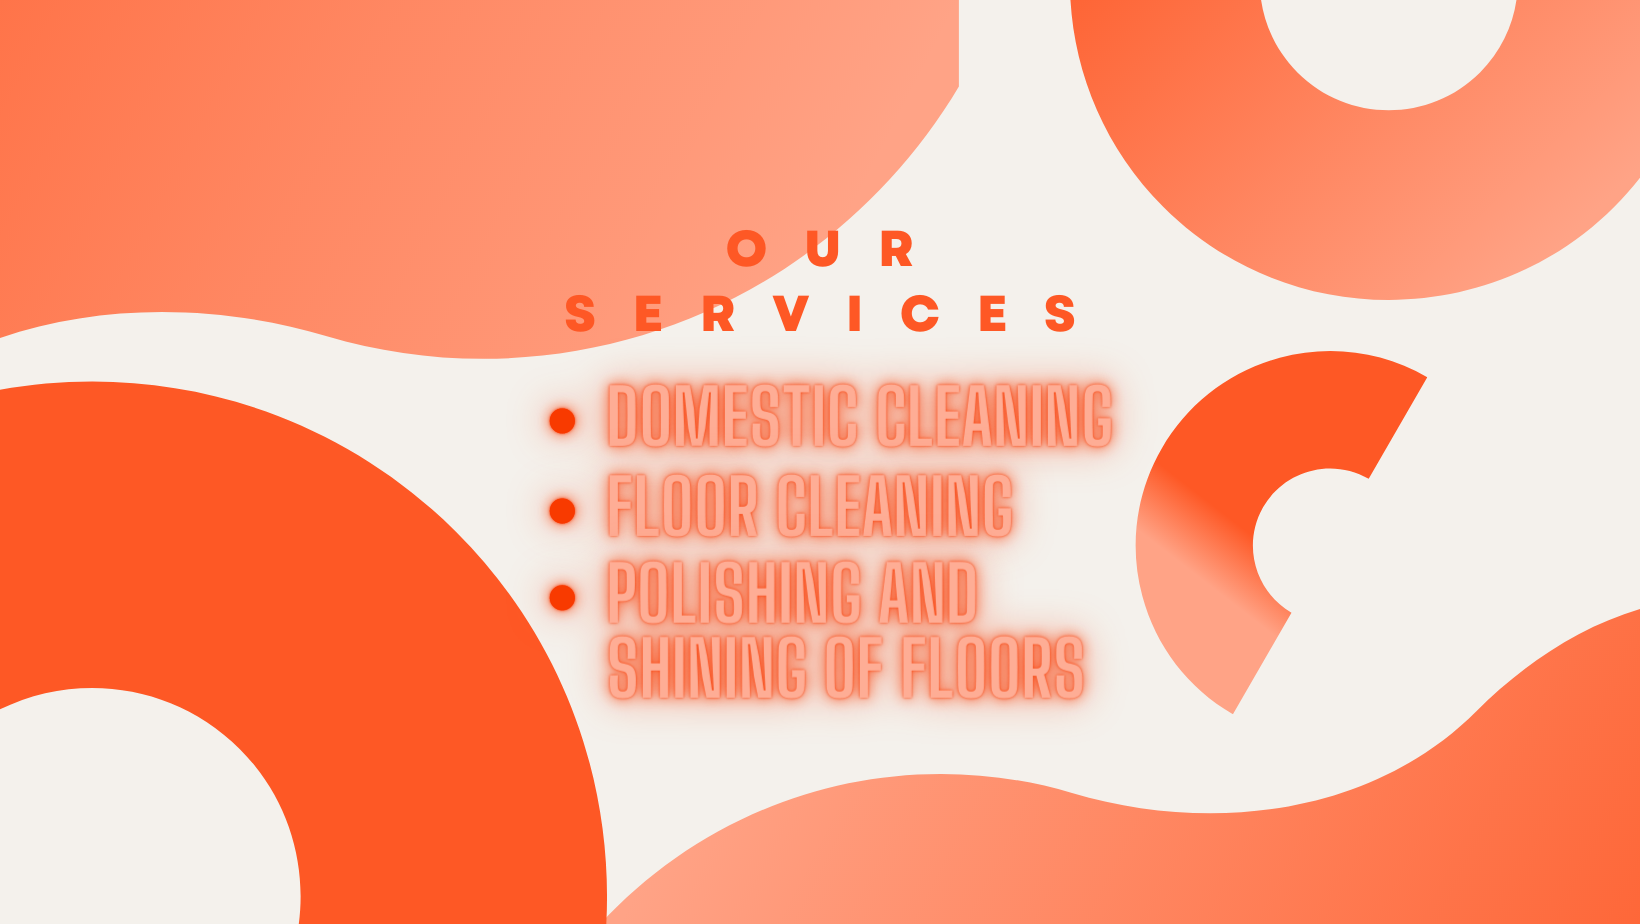 OUR
SERVICES
• DOMESTIC CLEANING
• FLOOR CLEANING
• POLISHING AND
SHINING OF FLOORS